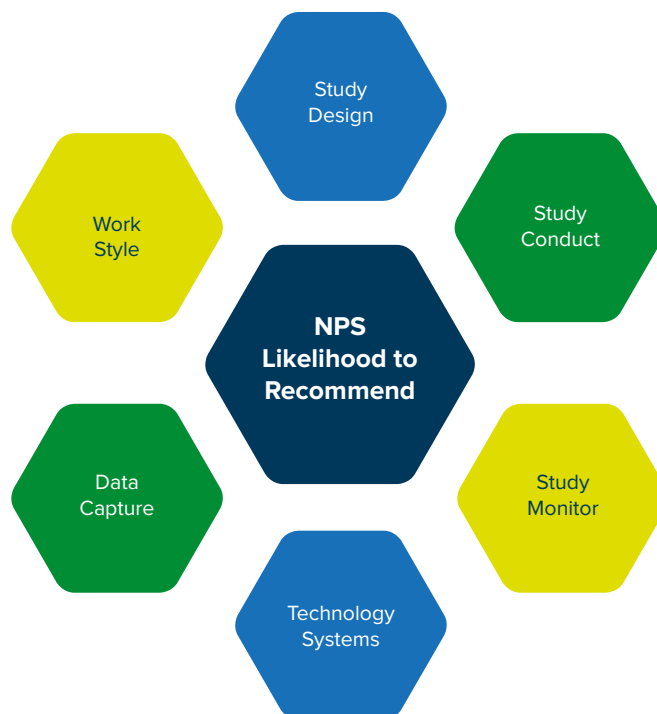 Study
Design
Work
Style
Study
Conduct
NPS
Likelihood to
Recommend
Data
Capture
Study
Monitor
Technology
Systems